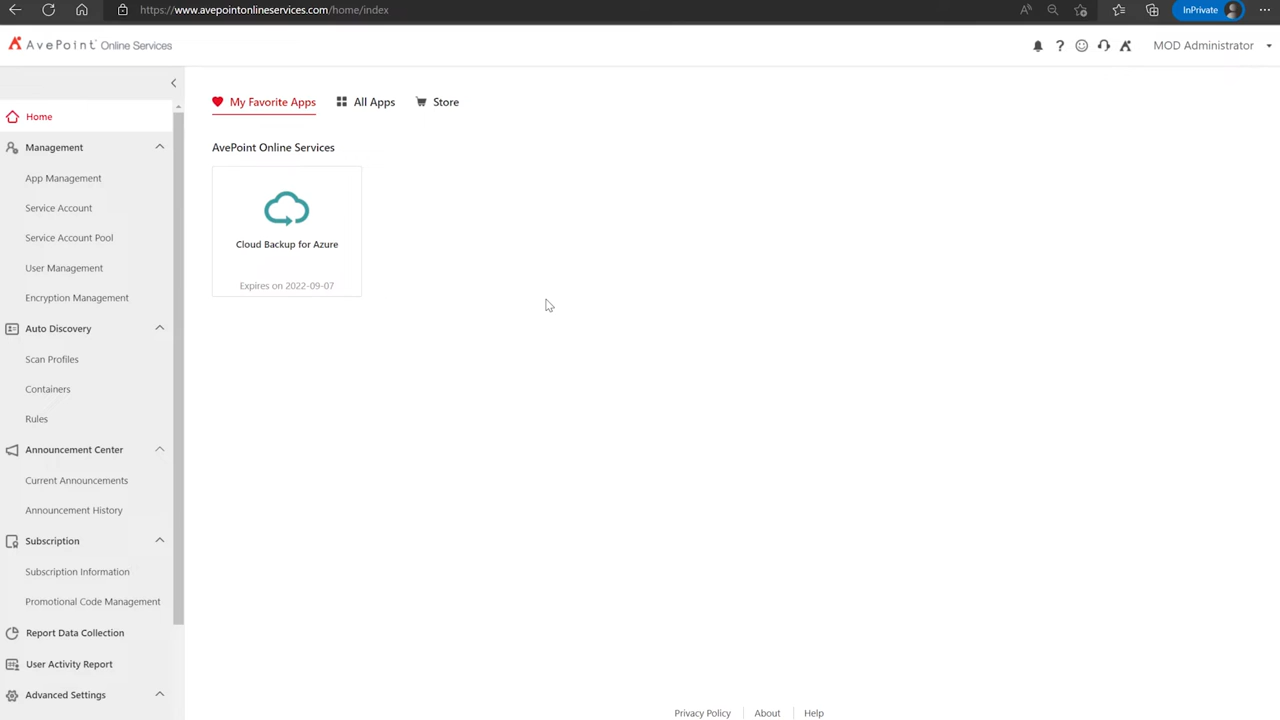 https://www.avepointonlineservices.com/home/index
InPrivate
AvePoint Online Services
MOD Administrator
My Favorite Apps
All Apps
Store
Home
Management
App Management
Service Account
Service Account Pool
User Management
Encryption Management
Auto Discovery
Scan Profiles
Containers
Rules
Announcement Center
Current Announcements
Announcement History
Subscription
Subscription Information
Promotional Code Management
Report Data Collection
User Activity Report
Advanced Settings
AvePoint Online Services
Cloud Backup for Azure
Expires on 2022-09-07
Privacy Policy
About
Help